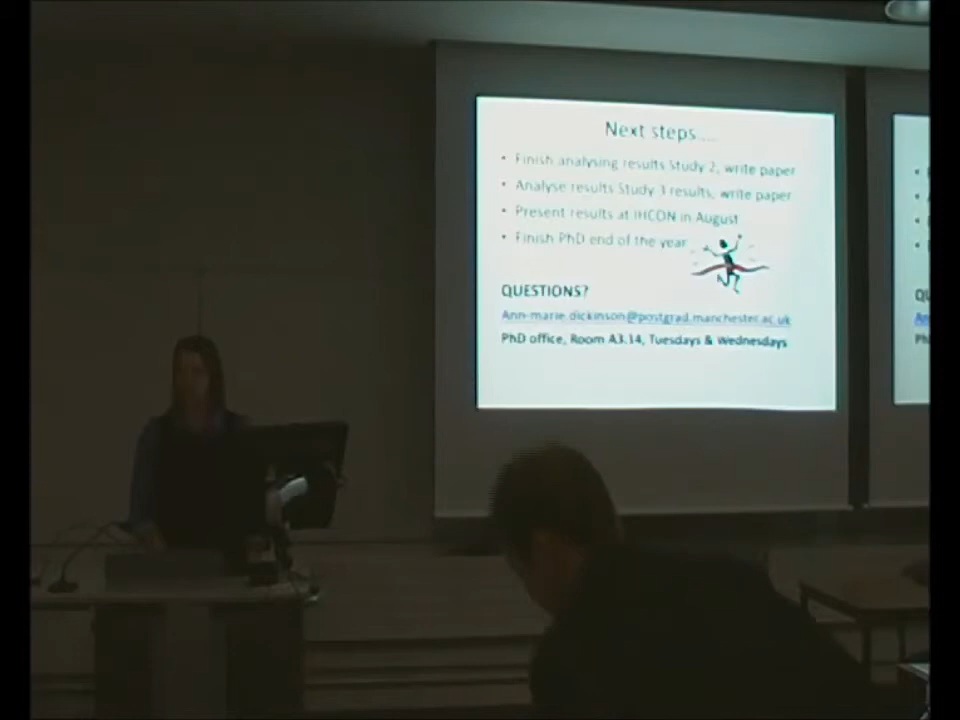 Next steps....
• Finish analysing results Study 2, write paper
• Analyse results Study 3 results, write paper
• Present results at IHCON in August
• Finish PhD end of the year
QUESTIONS?
Ann-marie.dickinson@postgrad.manchester.ac.uk
PhD office, Room A3.14, Tuesdays & Wednesdays